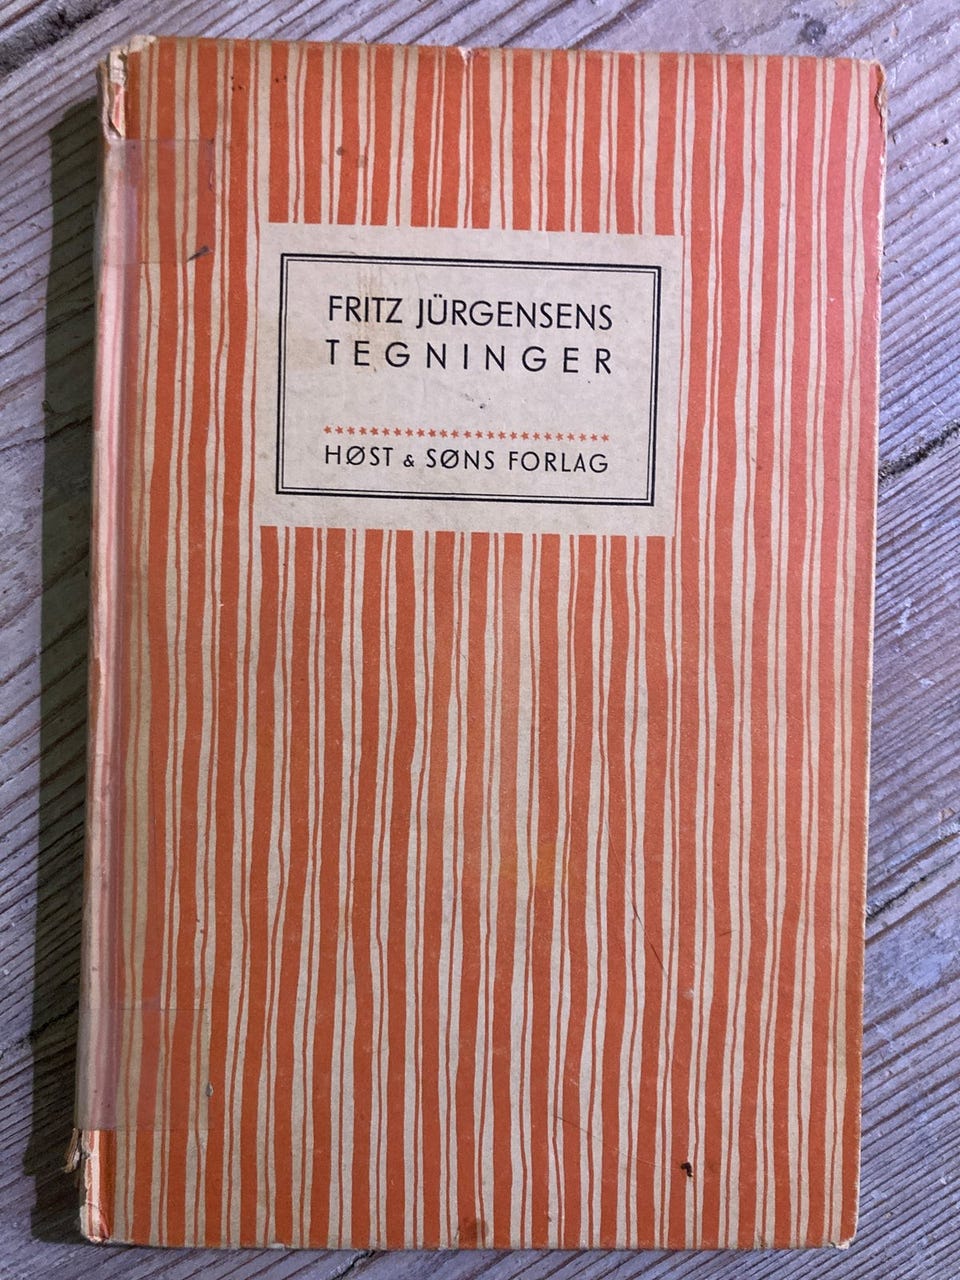 FRITZ JÜRGENSENS
TEGNINGER
HØST & SØNS FORLAG